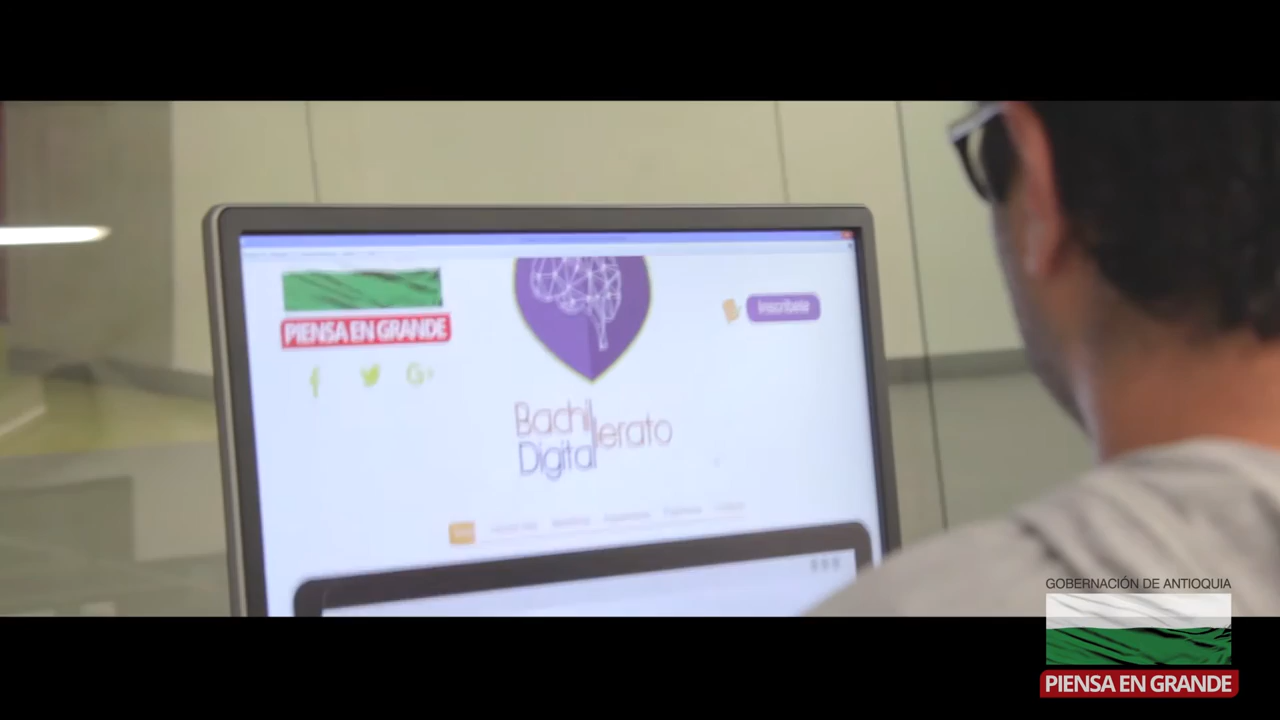 PIENSA EN GRANDE
G+
Inscríbete
Bachillerato
Digital
GOBERNACIÓN DE ANTIOQUIA
PIENSA EN GRANDE